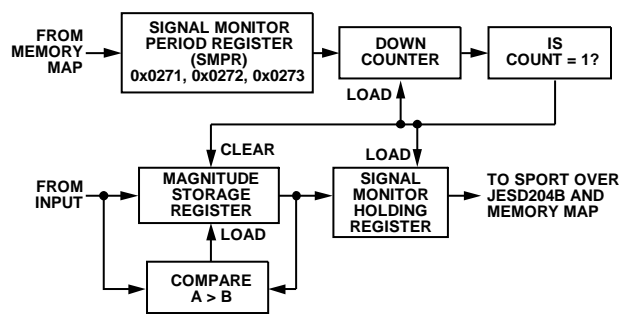 FROM
MEMORY
MAP
SIGNAL MONITOR
PERIOD REGISTER
(SMPR)
0x0271, 0x0272, 0x0273
DOWN
COUNTER
IS
COUNT = 1?
LOAD
CLEAR
LOAD
FROM
INPUT
MAGNITUDE
STORAGE
REGISTER
SIGNAL
MONITOR
HOLDING
REGISTER
TO SPORT OVER
JESD204B AND
MEMORY MAP
LOAD
COMPARE
A > B